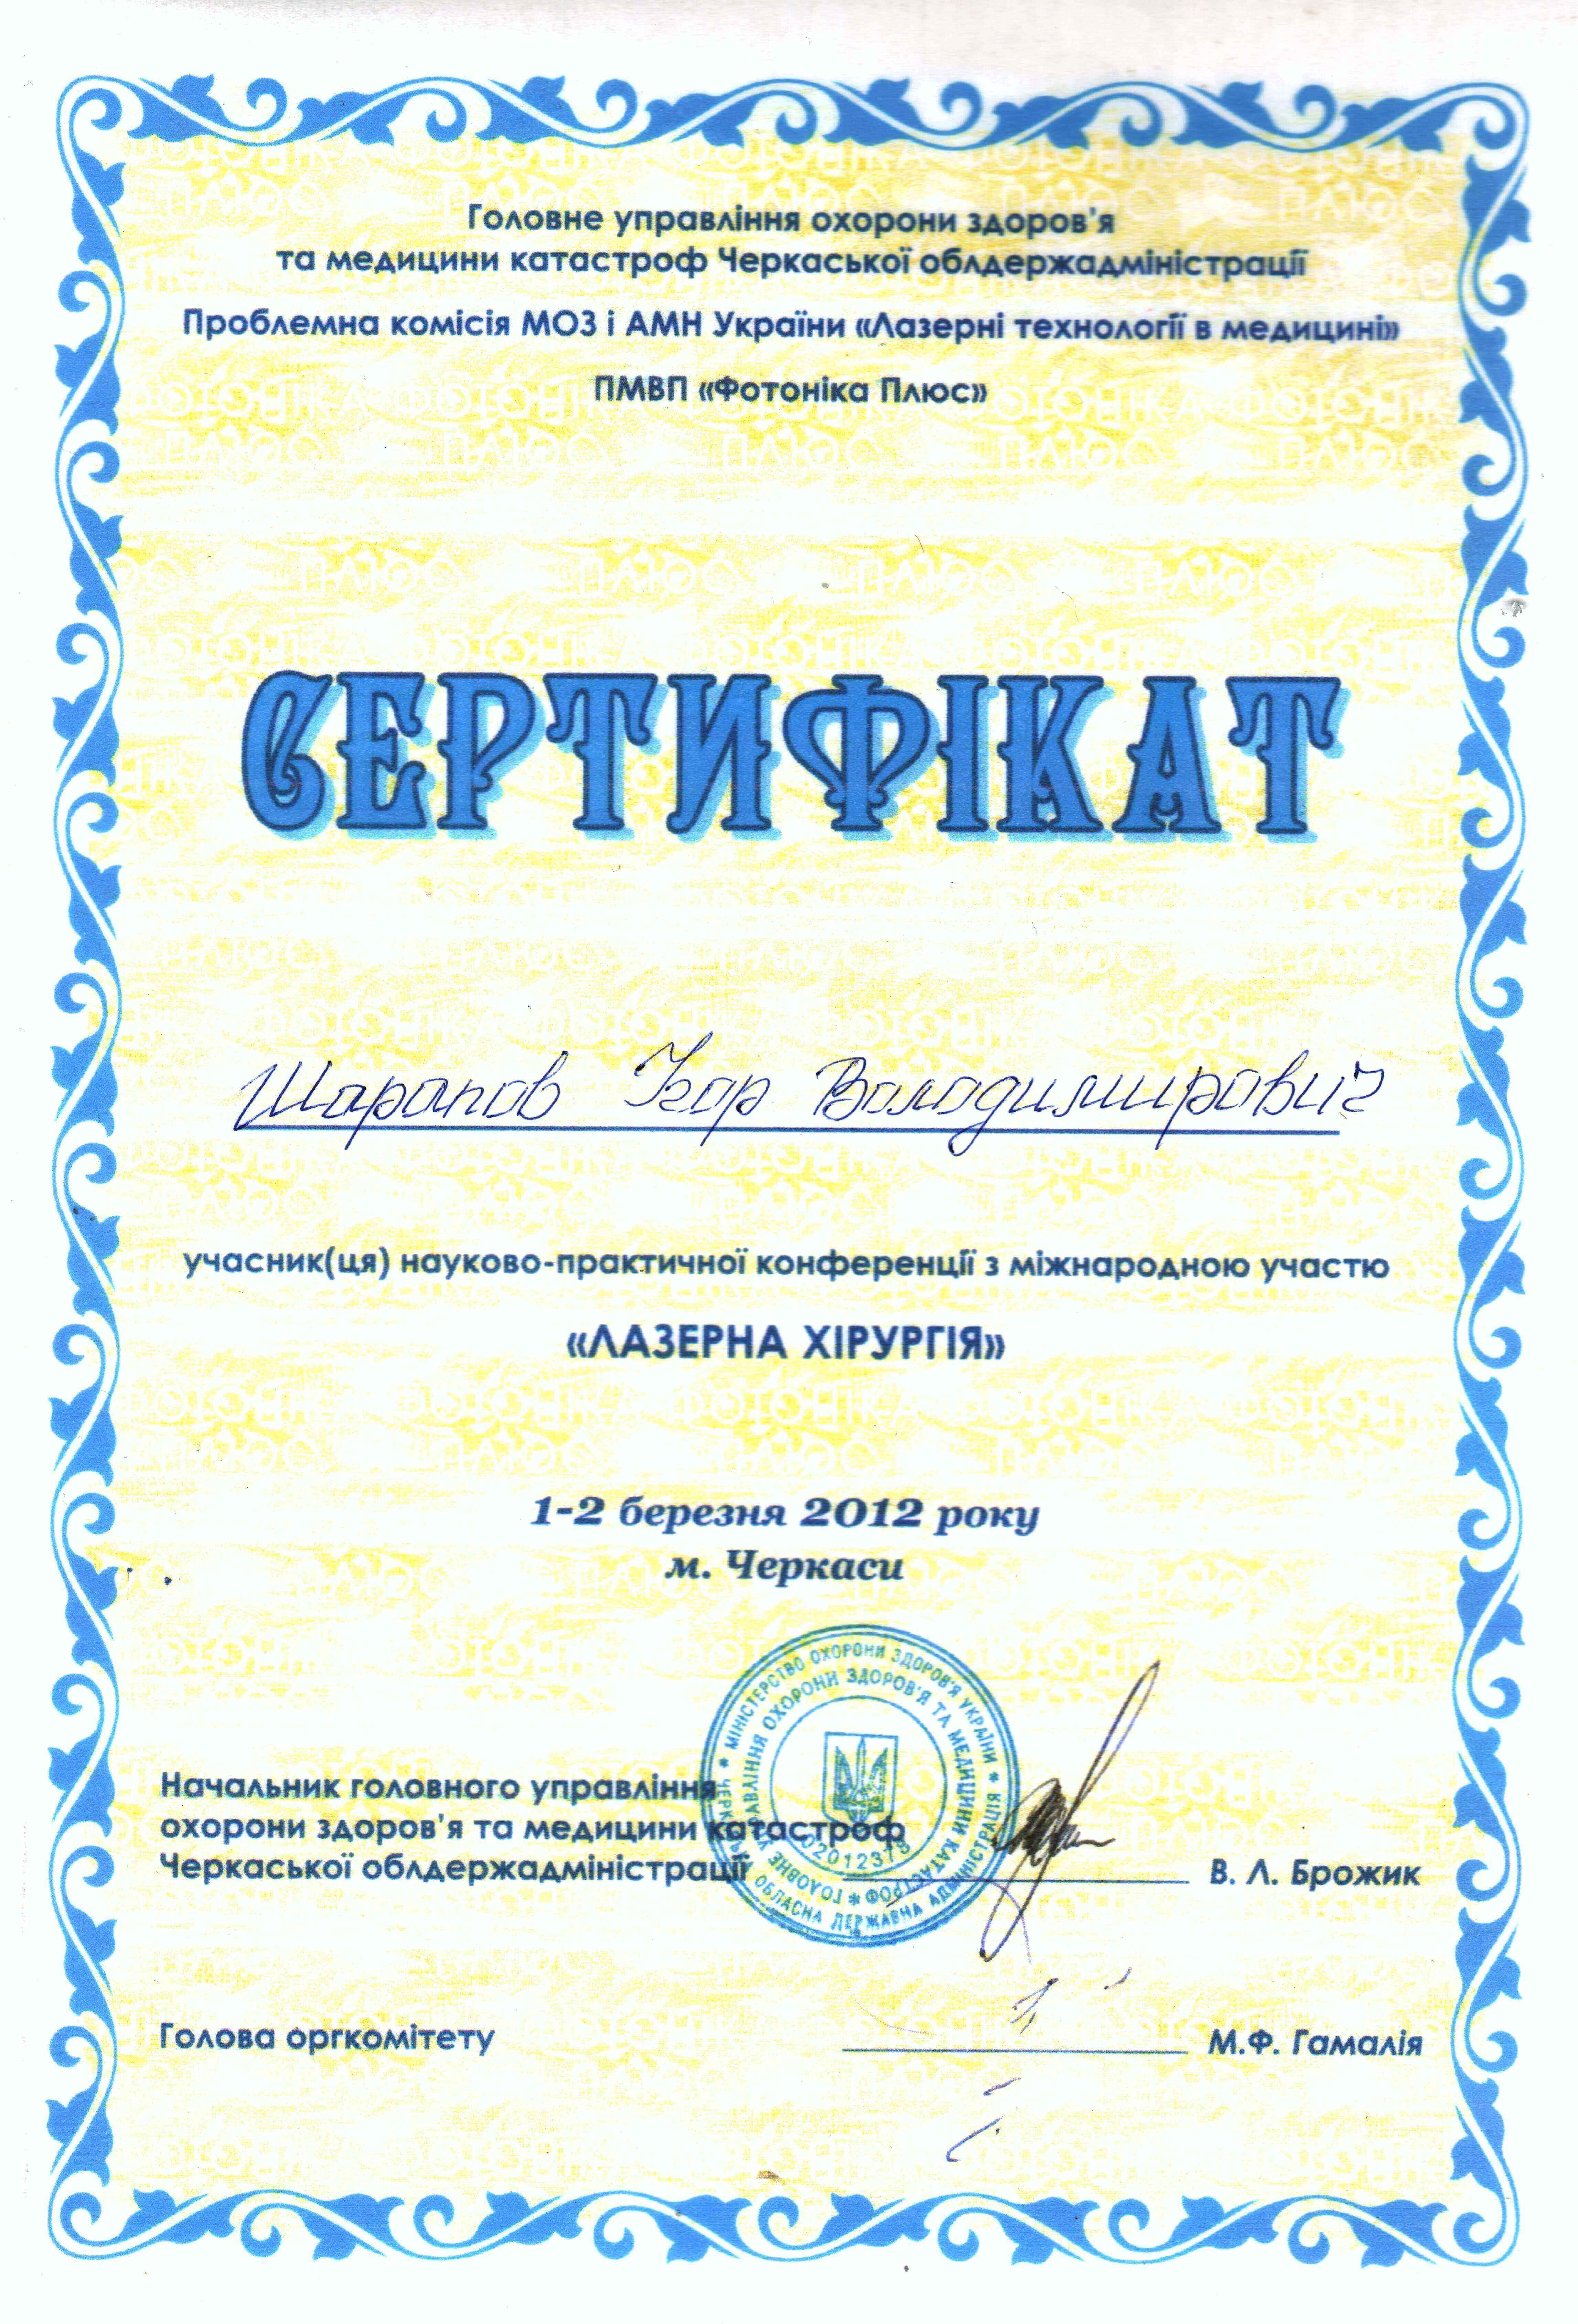 Головне управління охорони здоров'я
та медицини катастроф Черкаської облдержадміністрації
Проблемна комісія МОЗ і АМН України «Лазерні технології в медицині»
ПМВП «Фотоніка Плюс»
СЕРТИФІКАТ
Шарапов Ігор Володимирович
учасник(ця) науково-практичної конференції з міжнародною участю
«ЛАЗЕРНА ХІРУРГІЯ»
1-2 березня 2012 року
м. Черкаси
МІНІСТЕРСТВО ОХОРОНИ ЗДОРОВ'Я УКРАЇНИ * ЧЕРКАСЬКА ОБЛАСНА ДЕРЖАВНА АДМІНІСТРАЦІЯ *
ГОЛОВНЕ УПРАВЛІННЯ ОХОРОНИ ЗДОРОВ'Я ТА МЕДИЦИНИ КАТАСТРОФ *
02012378
Начальник головного управління
охорони здоров'я та медицини катастроф
Черкаської облдержадміністрації В. Л. Брожик
Голова оргкомітету М.Ф. Гамалія